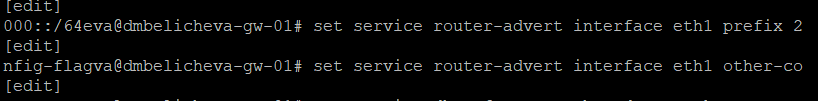 [edit]
000::/64eva@dmbelicheva-gw-01# set service router-advert interface eth1 prefix 2
[edit]
nfig-flagva@dmbelicheva-gw-01# set service router-advert interface eth1 other-co
[edit]